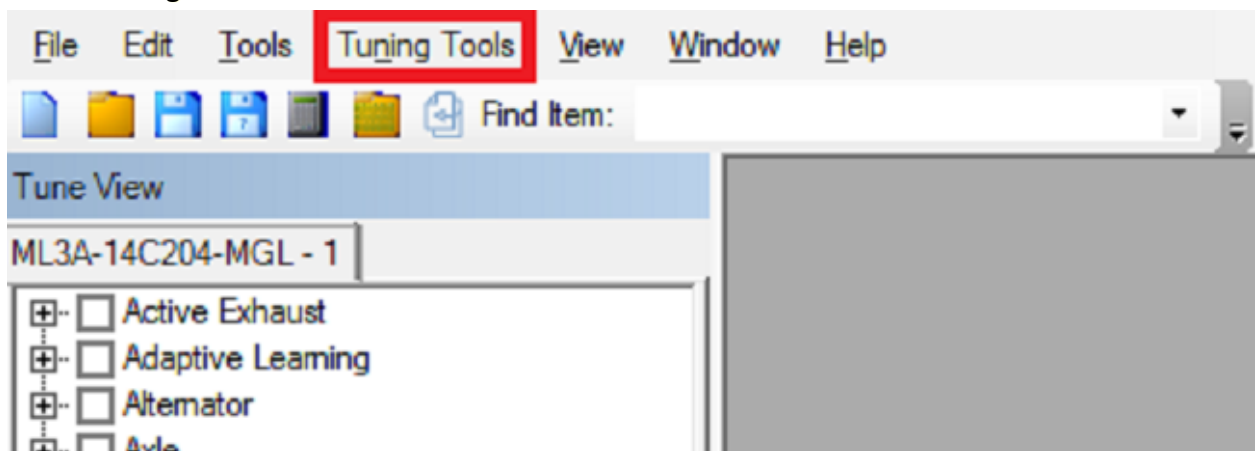 File Edit Tools Tuning Tools View Window Help
Find Item:
Tune View
ML3A-14C204-MGL - 1
Active Exhaust
Adaptive Learning
Alternator
Axle